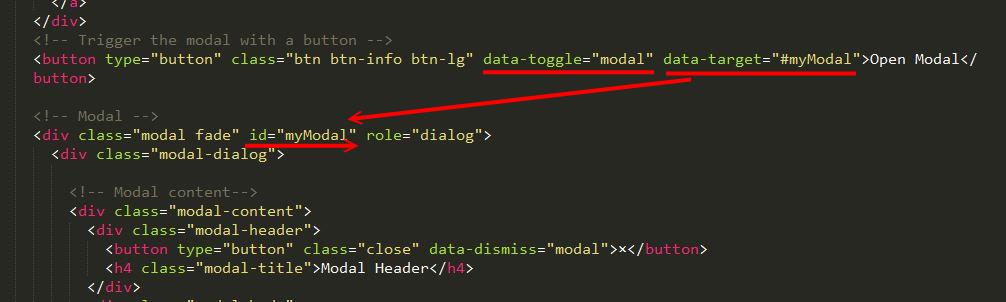 </a>
</div>
<!-- Trigger the modal with a button -->
<button type="button" class="btn btn-info btn-lg" data-toggle="modal" data-target="#myModal">Open Modal</
button>
<!-- Modal -->
<div class="modal fade" id="myModal" role="dialog">
<div class="modal-dialog">
<!-- Modal content-->
<div class="modal-content">
<div class="modal-header">
<button type="button" class="close" data-dismiss="modal">×</button>
<h4 class="modal-title">Modal Header</h4>
</div>